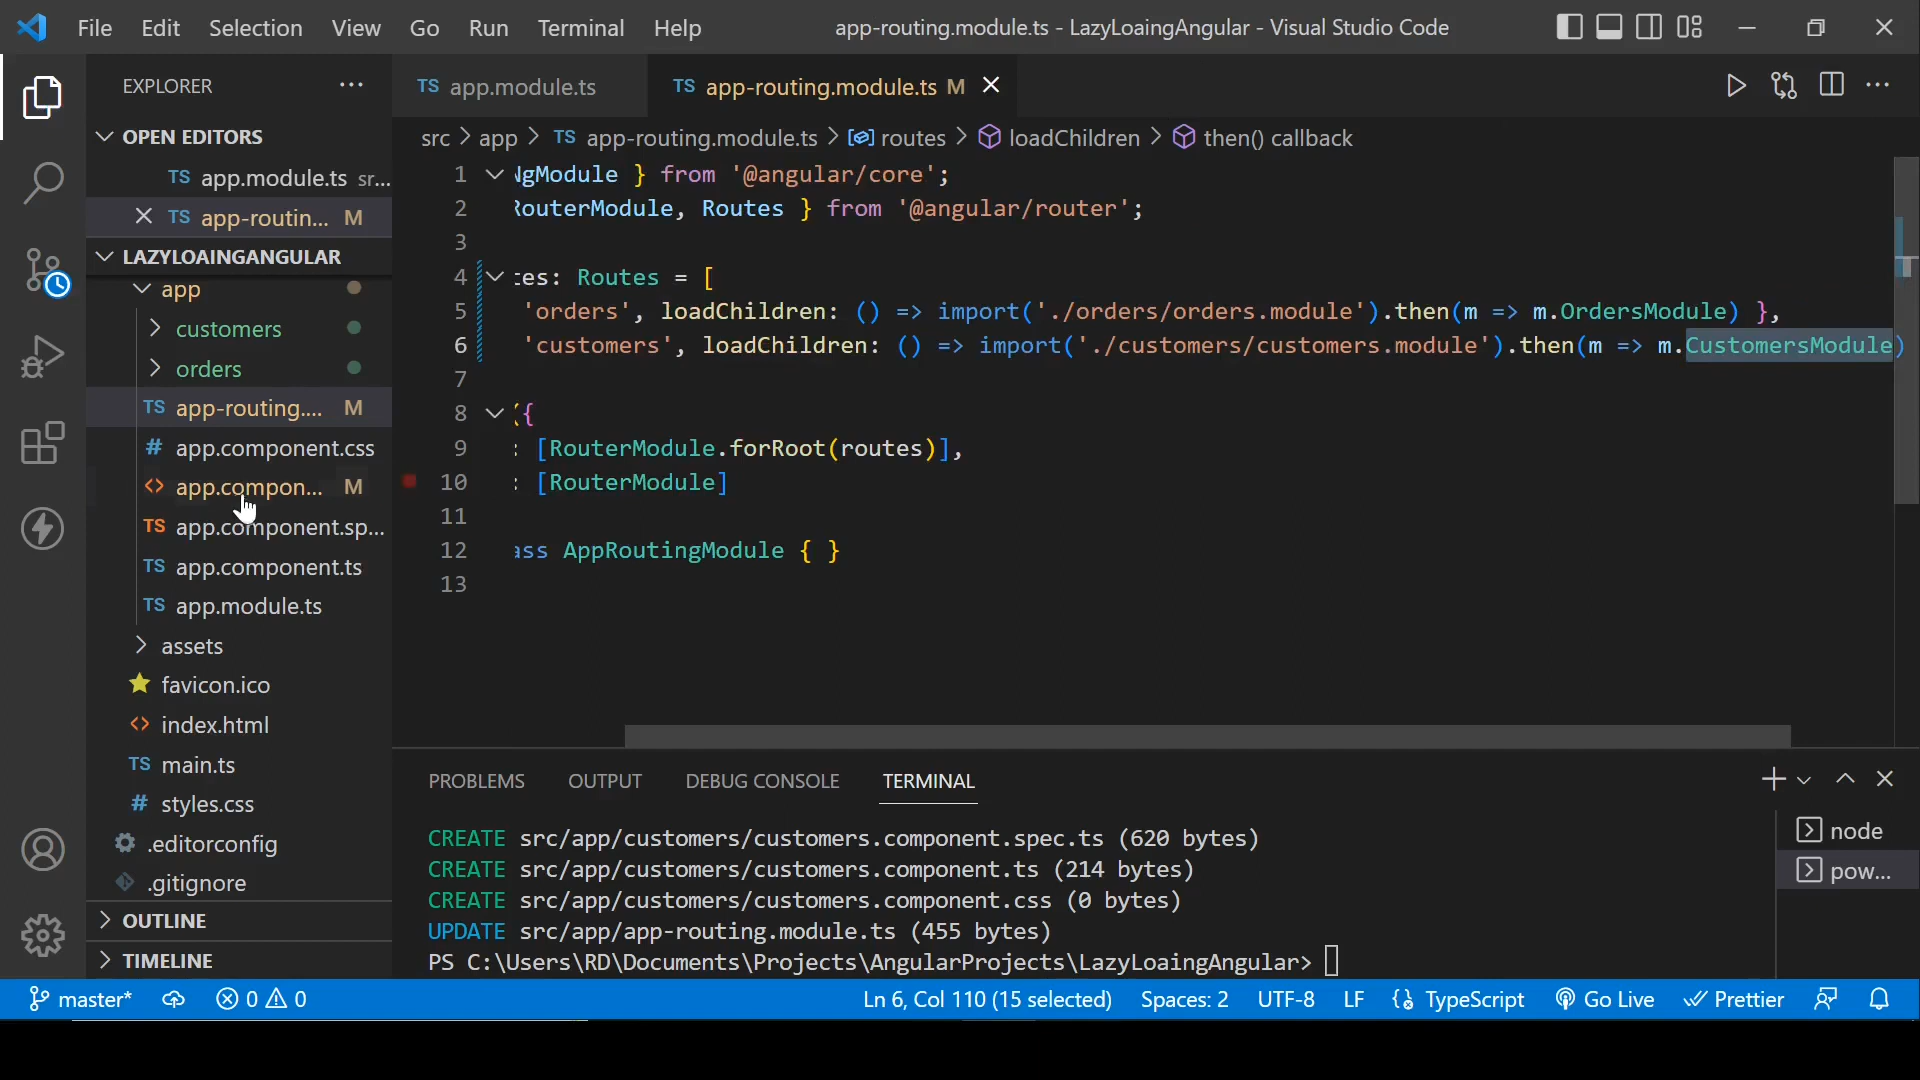 File Edit Selection View Go Run Terminal Help app-routing.module.ts - LazyLoaingAngular - Visual Studio Code
EXPLORER
OPEN EDITORS
TS app.module.ts sr...
TS app-routin... M
LAZYLOAINGANGULAR
app
customers
orders
TS app-routing.... M
# app.component.css
<> app.compon... M
TS app.component.sp...
TS app.component.ts
TS app.module.ts
assets
favicon.ico
<> index.html
TS main.ts
# styles.css
.editorconfig
.gitignore
OUTLINE
TIMELINE
TS app.module.ts TS app-routing.module.ts M
src > app > TS app-routing.module.ts > routes > loadChildren > then() callback
1 NgModule } from '@angular/core';
2 RouterModule, Routes } from '@angular/router';
3
4 tes: Routes = [
5 'orders', loadChildren: () => import('./orders/orders.module').then(m => m.OrdersModule) },
6 'customers', loadChildren: () => import('./customers/customers.module').then(m => m.CustomersModule)
7
8 ({
9 : [RouterModule.forRoot(routes)],
10 : [RouterModule]
11
12 ass AppRoutingModule { }
13
PROBLEMS OUTPUT DEBUG CONSOLE TERMINAL
CREATE src/app/customers/customers.component.spec.ts (620 bytes)
CREATE src/app/customers/customers.component.ts (214 bytes)
CREATE src/app/customers/customers.component.css (0 bytes)
UPDATE src/app/app-routing.module.ts (455 bytes)
PS C:\Users\RD\Documents\Projects\AngularProjects\LazyLoaingAngular>
node
pow...
master* 0 0 Ln 6, Col 110 (15 selected) Spaces: 2 UTF-8 LF {} TypeScript Go Live Prettier